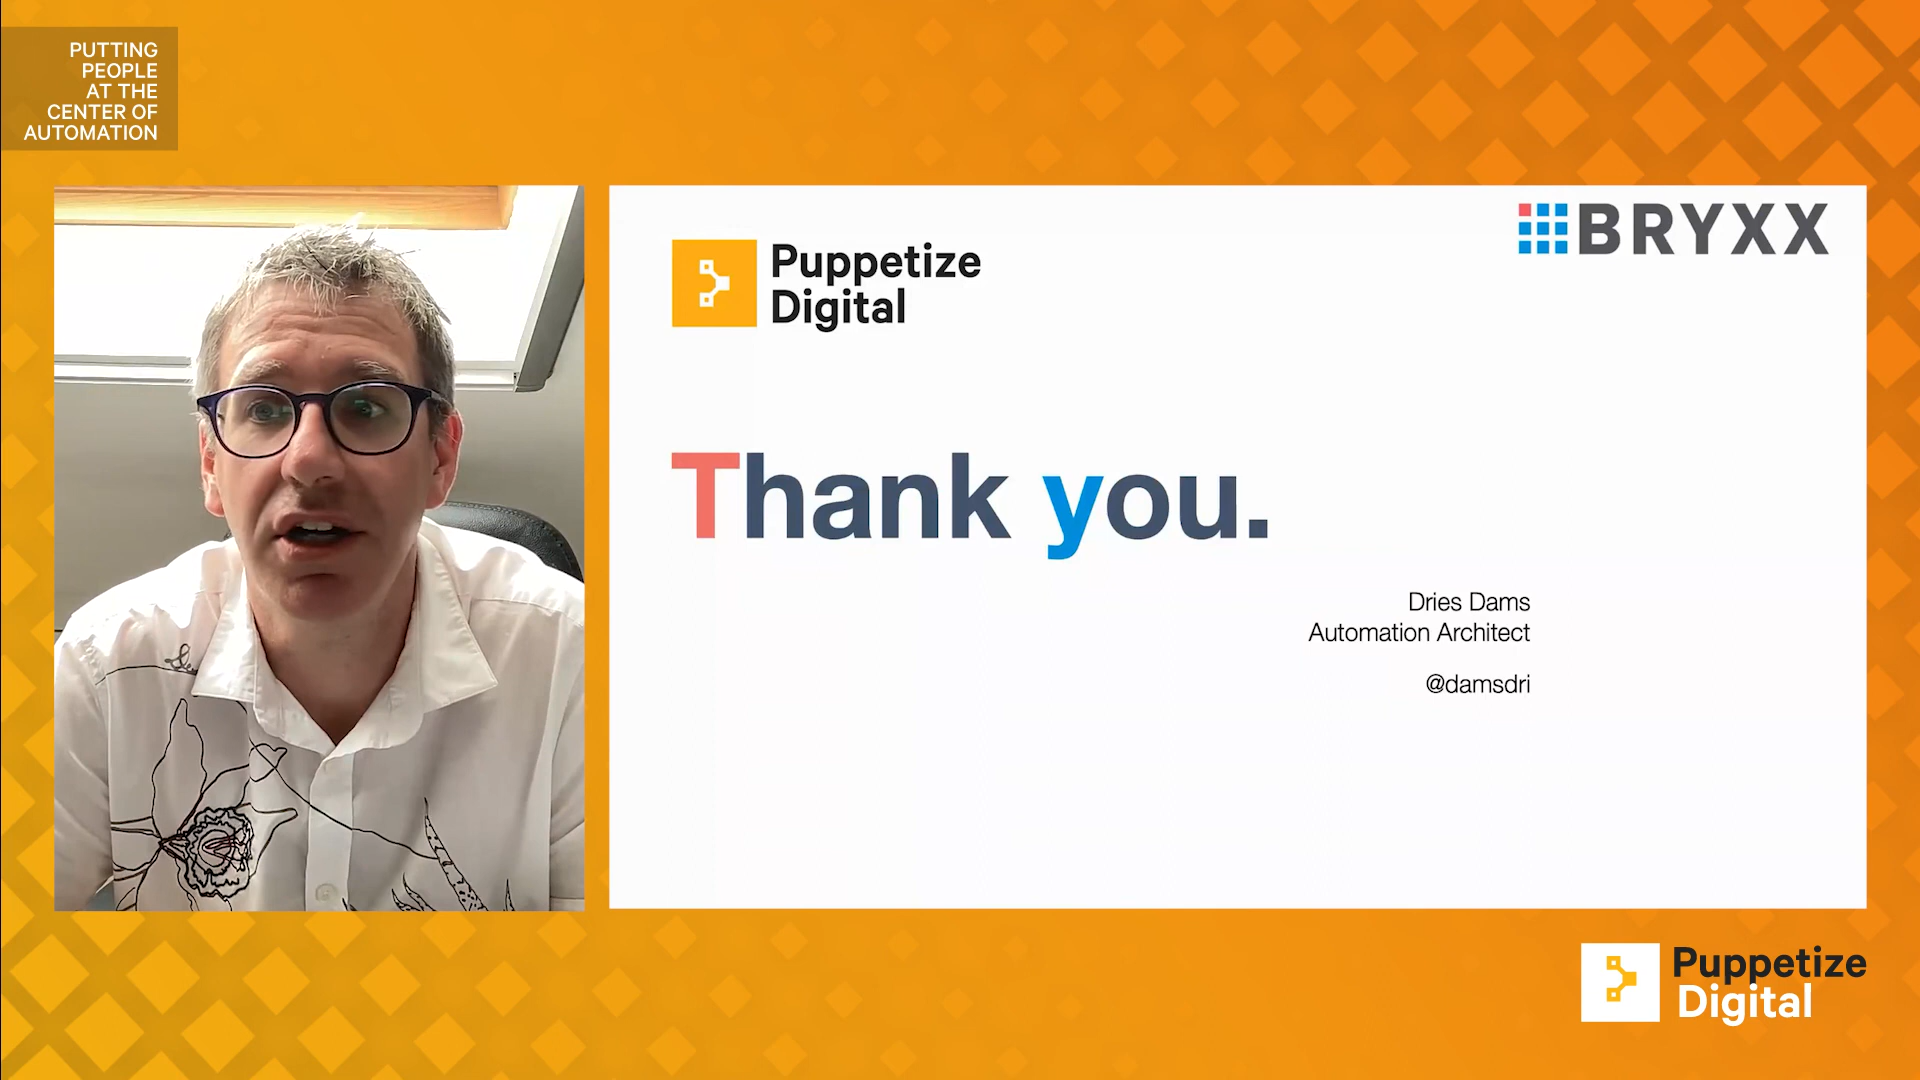 PUTTING
PEOPLE
AT THE
CENTER OF
AUTOMATION
BRYXX
Puppetize
Digital
Thank you.
Dries Dams
Automation Architect
@damsdri
Puppetize
Digital